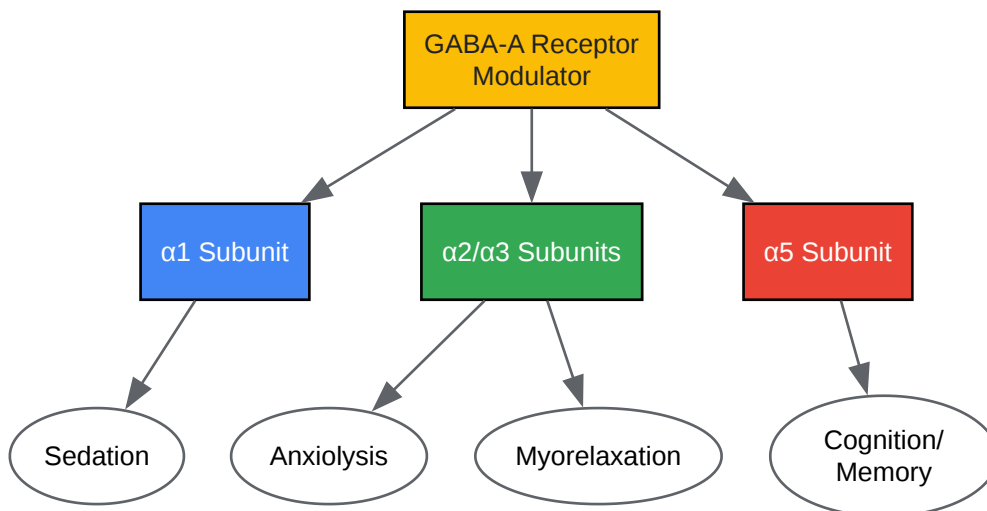 GABA-A Receptor
Modulator
α1 Subunit
α2/α3 Subunits
α5 Subunit
Sedation
Anxiolysis
Myorelaxation
Cognition/
Memory